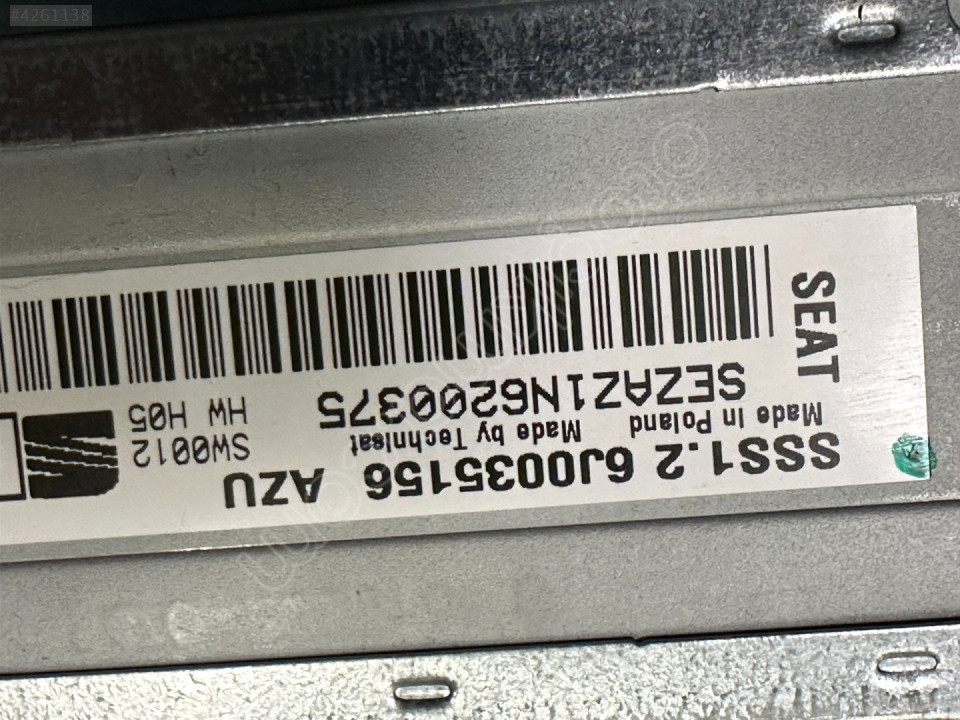 #4261138
SSS1.2 6J0035156 AZU
Made in Poland Made by Technisat
SW0012
HW H05
SEZAZ1N6200375
SEAT